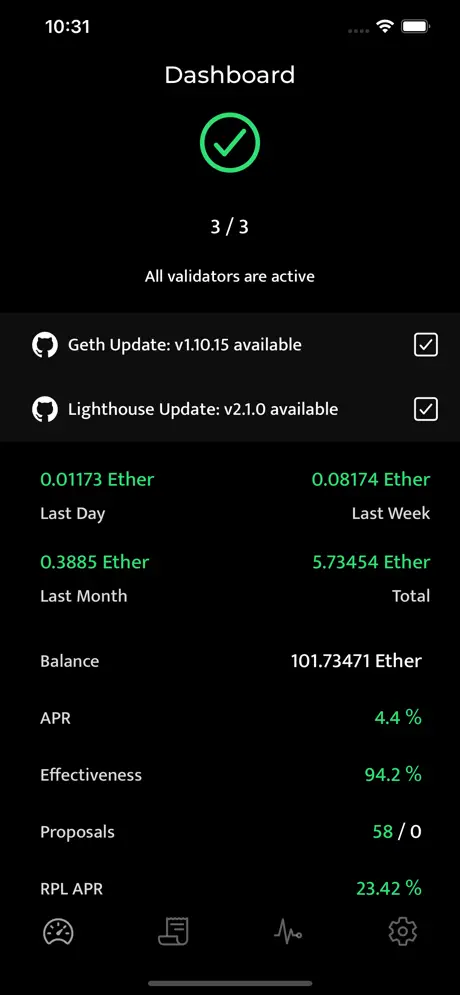 10:31
Dashboard
3 / 3
All validators are active
Geth Update: v1.10.15 available
Lighthouse Update: v2.1.0 available
0.01173 Ether 0.08174 Ether
Last Day Last Week
0.3885 Ether 5.73454 Ether
Last Month Total
Balance 101.73471 Ether
APR 4.4 %
Effectiveness 94.2 %
Proposals 58 / 0
RPL APR 23.42 %